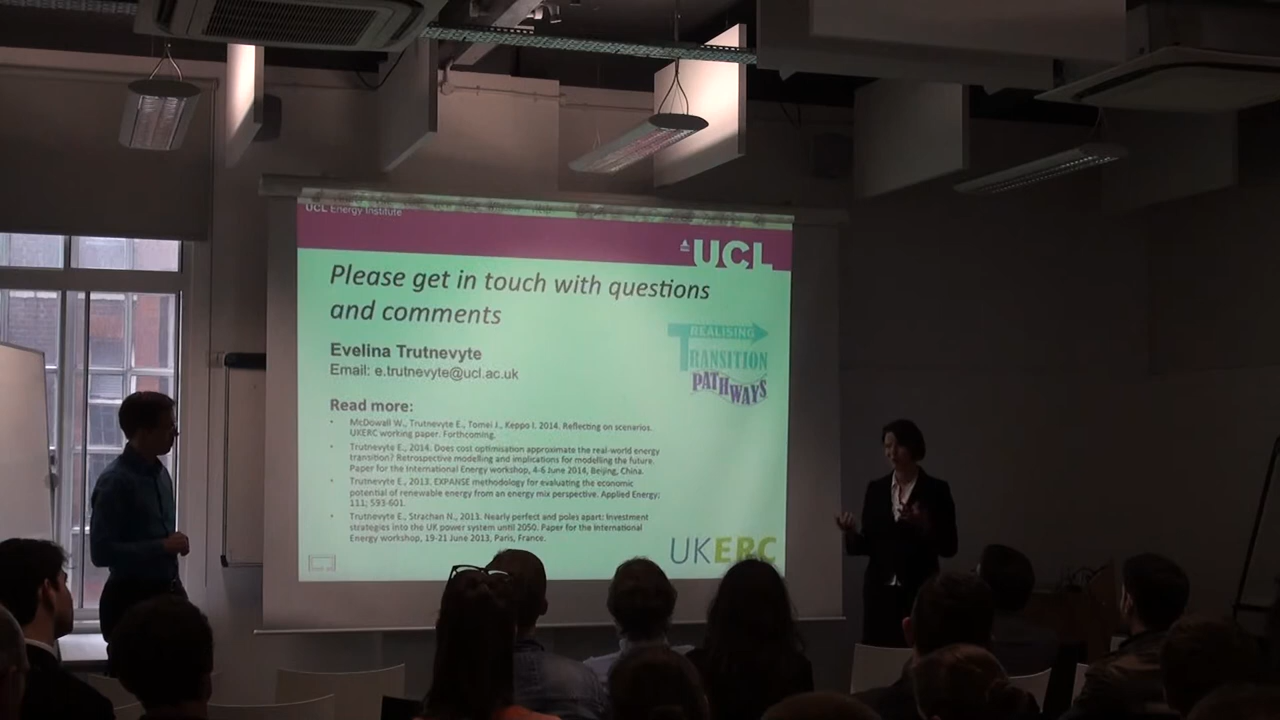 UCL Energy Institute
UCL
Please get in touch with questions
and comments
REALISING
TRANSITION
PATHWAYS
Evelina Trutnevyte
Email: e.trutnevyte@ucl.ac.uk
Read more:
• McDowall W., Trutnevyte E., Tomei J., Keppo I. 2014. Reflecting on scenarios.
UKERC working paper. Forthcoming.
• Trutnevyte E., 2014. Does cost optimisation approximate the real-world energy
transition? Retrospective modelling and implications for modelling the future.
Paper for the International Energy workshop, 4-6 June 2014, Beijing, China.
• Trutnevyte E., 2013. EXPANSE methodology for evaluating the economic
potential of renewable energy from an energy mix perspective. Applied Energy:
111; 593-601.
• Trutnevyte E., Strachan N., 2013. Nearly perfect and poles apart: Investment
strategies into the UK power system until 2050. Paper for the International
Energy workshop, 19-21 June 2013, Paris, France.
UKERC